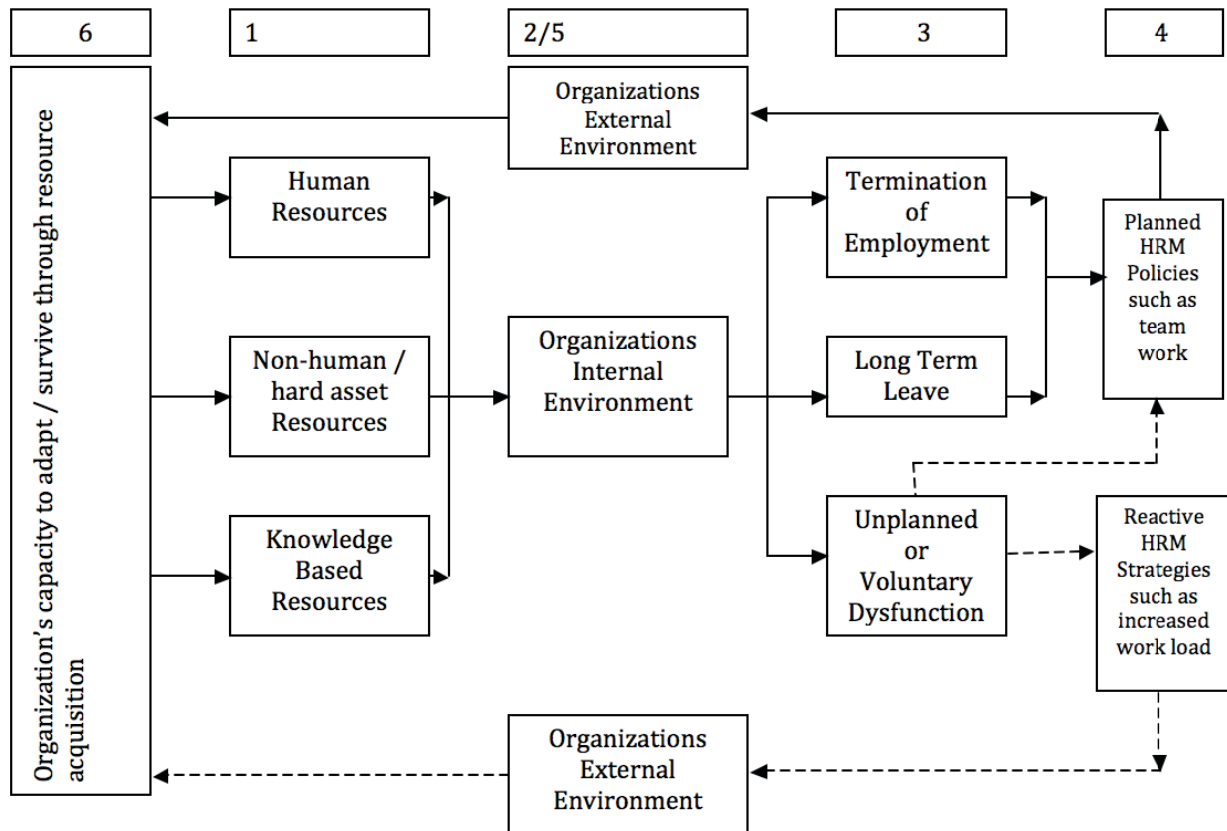 6
1
2/5
3
4
Organization's capacity to adapt / survive through resource
acquisition
Organizations
External
Environment
Human
Resources
Non-human /
hard asset
Resources
Knowledge
Based
Resources
Organizations
Internal
Environment
Organizations
External
Environment
Termination
of
Employment
Long Term
Leave
Unplanned
or
Voluntary
Dysfunction
Planned
HRM
Policies
such as
team
work
Reactive
HRM
Strategies
such as
increased
work load